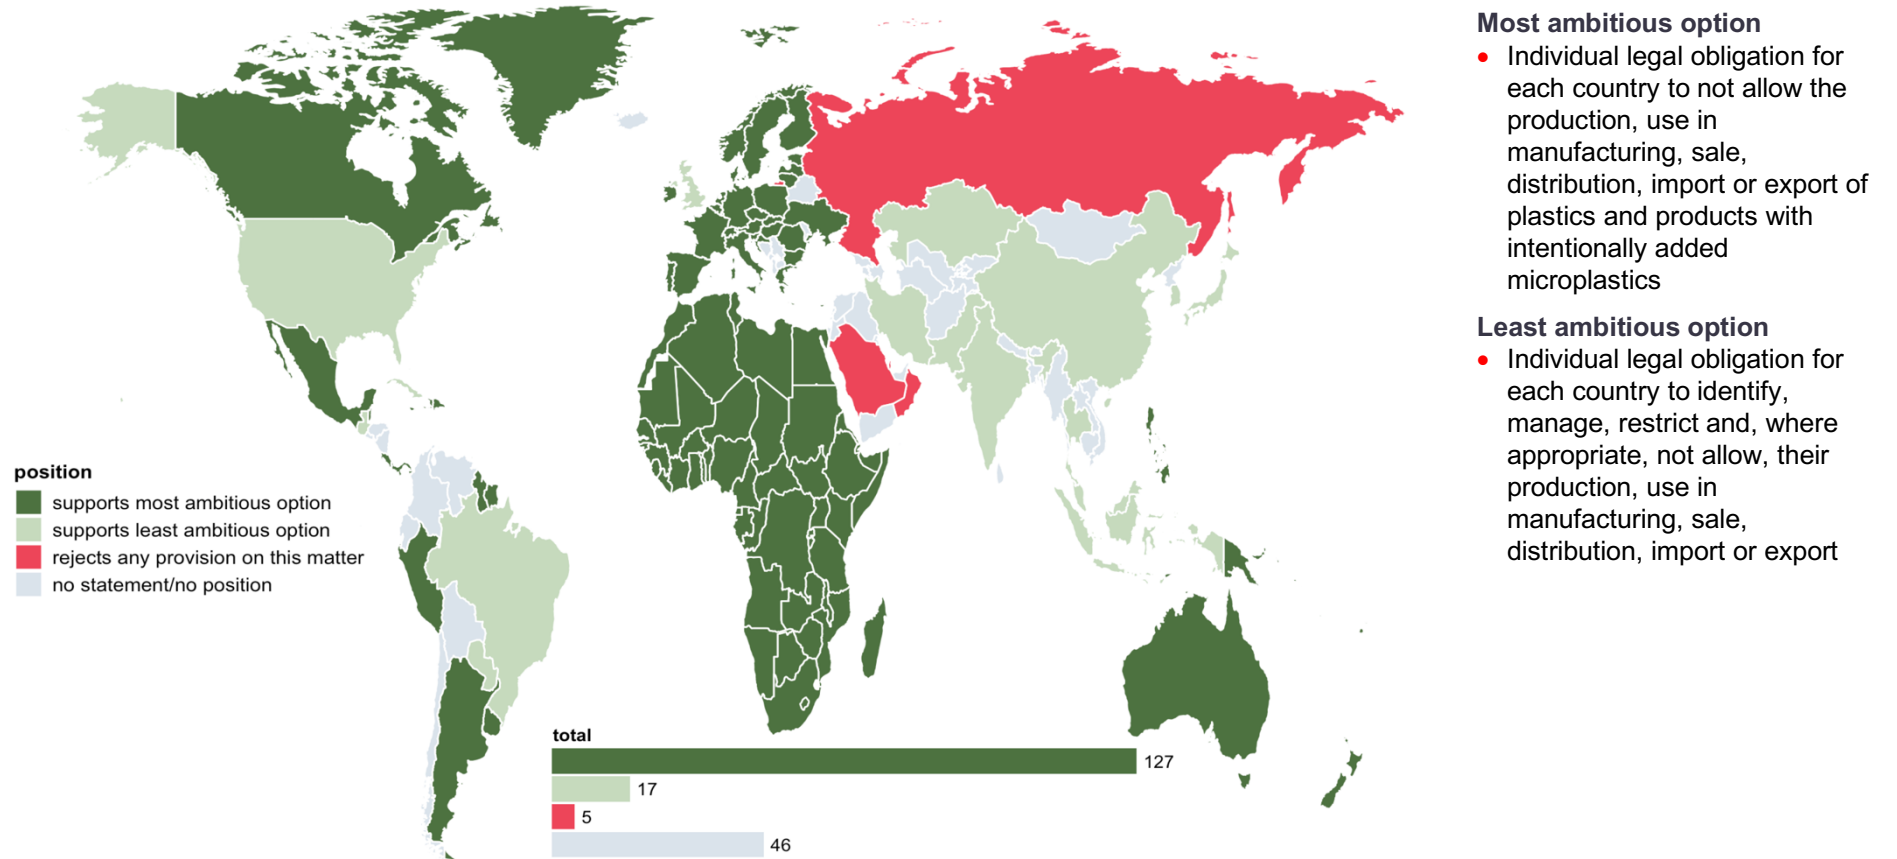 Most ambitious option
• Individual legal obligation for
each country to not allow the
production, use in
manufacturing, sale,
distribution, import or export of
plastics and products with
intentionally added
microplastics
Least ambitious option
• Individual legal obligation for
each country to identify,
manage, restrict and, where
appropriate, not allow, their
production, use in
manufacturing, sale,
distribution, import or export
position
supports most ambitious option
supports least ambitious option
rejects any provision on this matter
no statement/no position
total
127
17
5
46